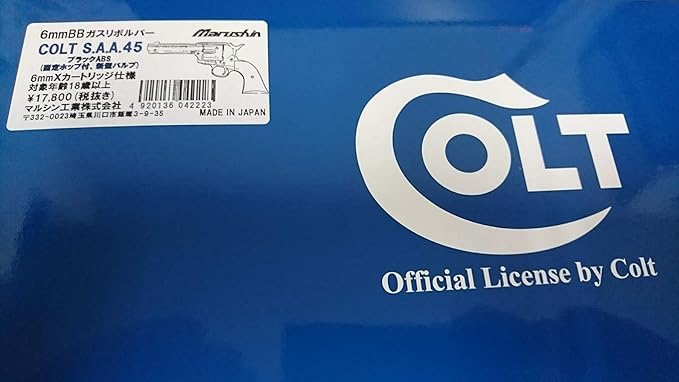 6mmBBガスリボルバー
Marushin
COLT S.A.A.45
ブラックABS
(固定ホップ付、新型バルブ)
6mmXカートリッジ仕様
対象年齢18歳以上
¥17,800(税抜き)
マルシン工業株式会社
4 920136 042223
〒332-0023埼玉県川口市飯塚3-9-35
MADE IN JAPAN
COLT
Official License by Colt